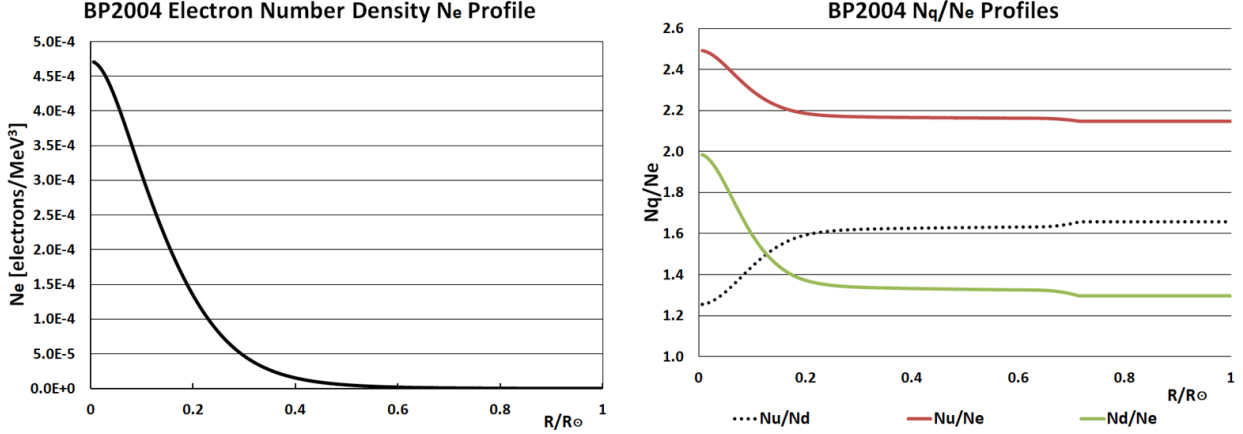 BP2004 Electron Number Density Ne Profile
5.0E-4
4.5E-4
4.0E-4
3.5E-4
3.0E-4
2.5E-4
2.0E-4
1.5E-4
1.0E-4
5.0E-5
0.0E+0
Ne [electrons/MeV³]
0 0.2 0.4 0.6 0.8 1
R/R⊙
BP2004 Nq/Ne Profiles
2.6
2.4
2.2
2.0
1.8
1.6
1.4
1.2
1.0
Nq/Ne
0 0.2 0.4 0.6 0.8 1
R/R⊙
Nu/Nd Nu/Ne Nd/Ne